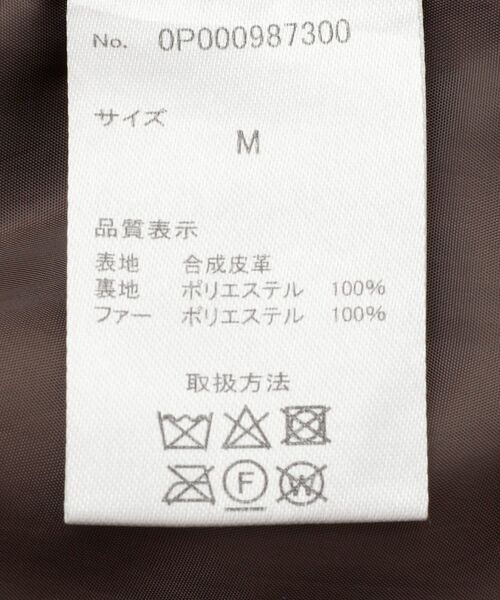 No. 0P000987300
サイズ
M
品質表示
表地 合成皮革
裏地 ポリエステル 100%
ファー ポリエステル 100%
取扱方法
F W